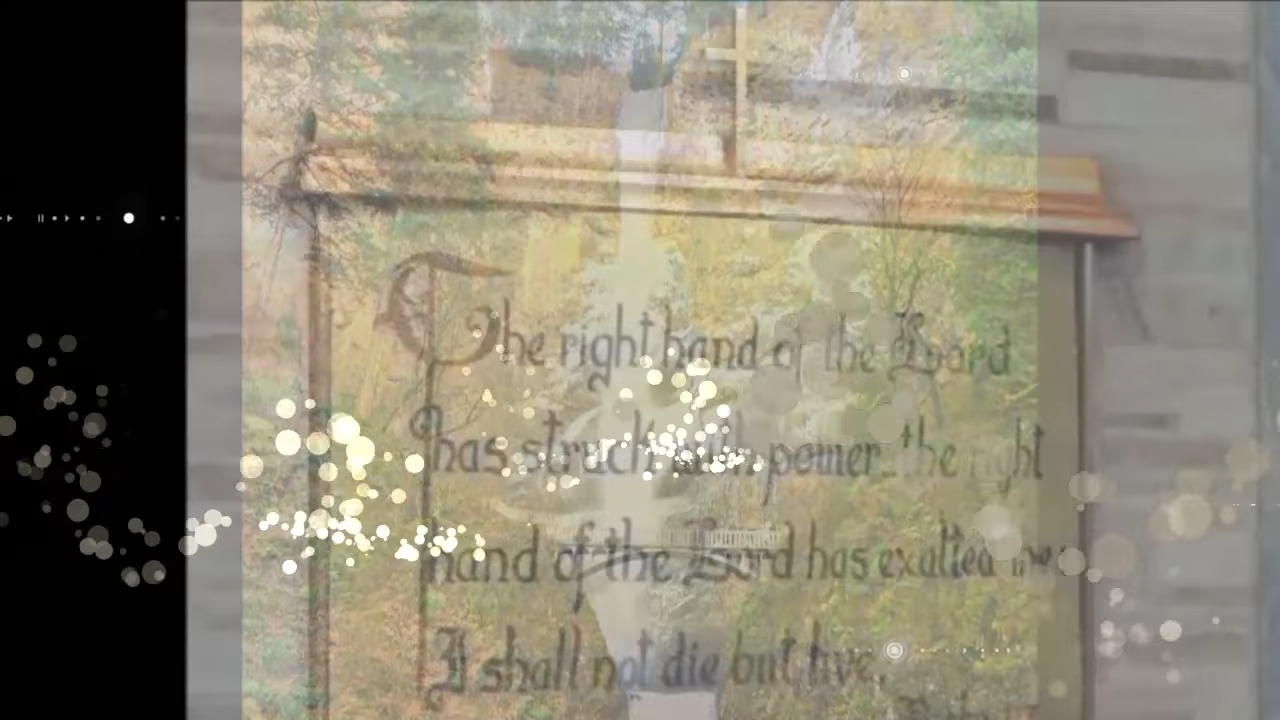 The right hand of the Lord
has struck with power the right
hand of the Lord has exalted me
I shall not die but live.